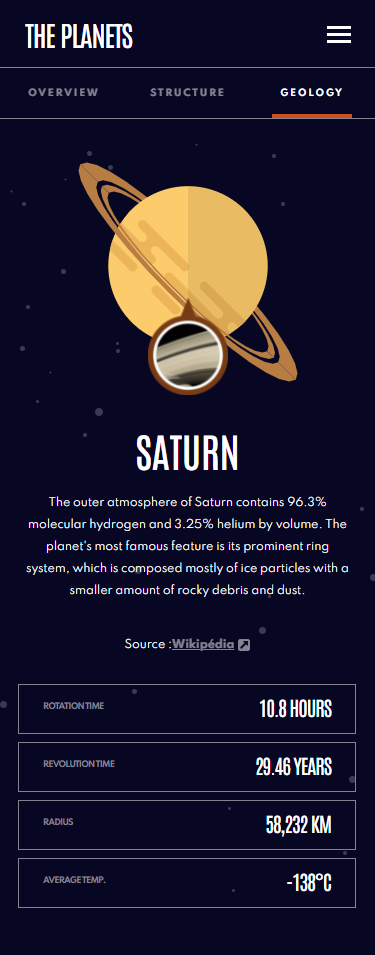 THE PLANETS
OVERVIEW STRUCTURE GEOLOGY
SATURN
The outer atmosphere of Saturn contains 96.3%
molecular hydrogen and 3.25% helium by volume. The
planet's most famous feature is its prominent ring
system, which is composed mostly of ice particles with a
smaller amount of rocky debris and dust.
Source :Wikipédia
ROTATION TIME 10.8 HOURS
REVOLUTION TIME 29.46 YEARS
RADIUS 58,232 KM
AVERAGE TEMP. -138°C